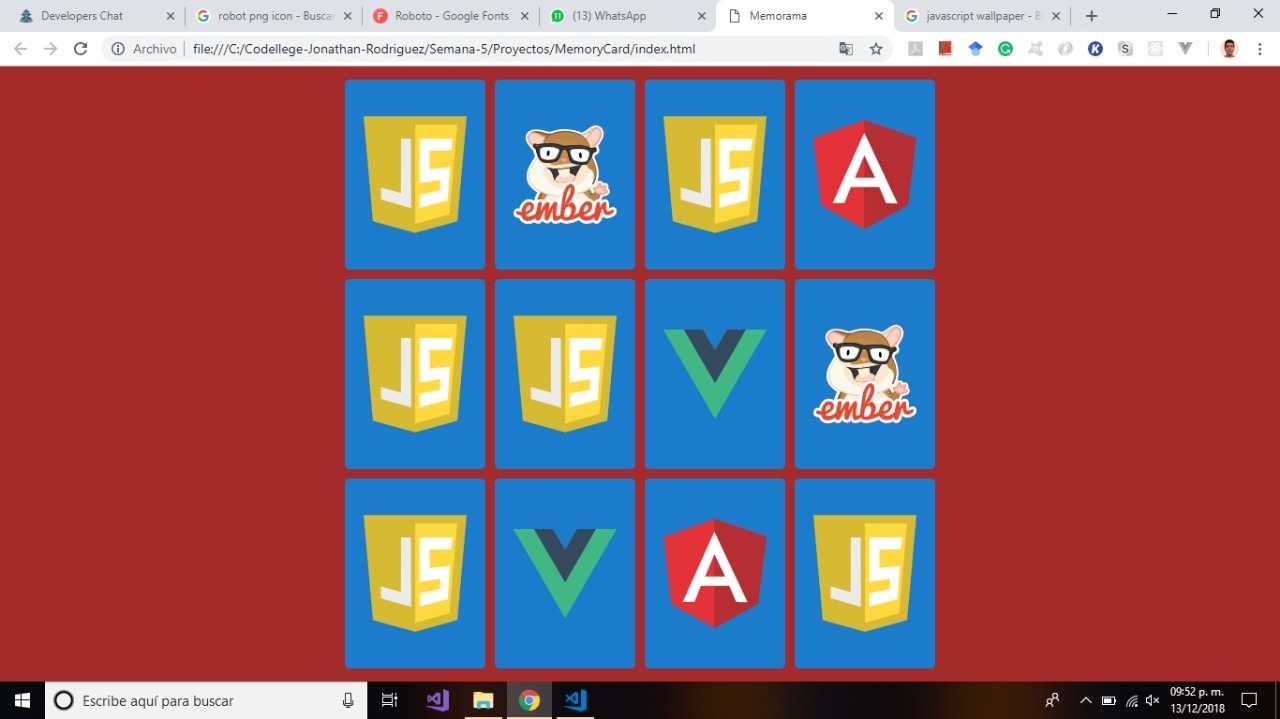 Developers Chat
robot png icon - Buscar
Roboto - Google Fonts
(13) WhatsApp
Memorama
javascript wallpaper - B
Archivo | file:///C:/Codellege-Jonathan-Rodriguez/Semana-5/Proyectos/MemoryCard/index.html
JS ember JS A
JS JS ember
JS A JS
Escribe aquí para buscar
09:52 p. m.
13/12/2018